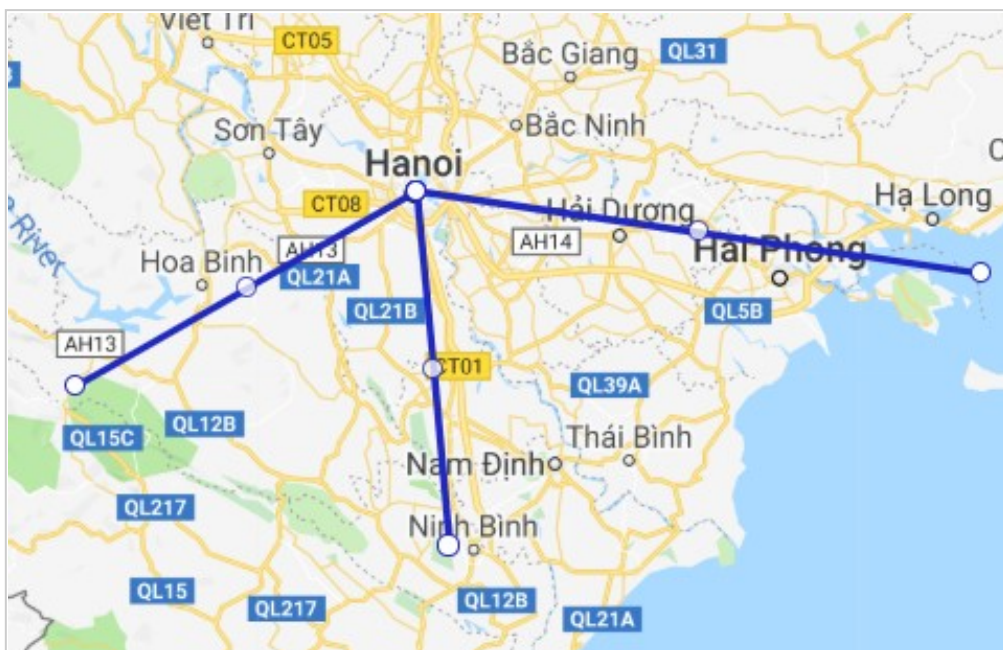 Việt Trì
CT05
QL31
Bắc Giang
Sơn Tây
Bắc Ninh
Hanoi
CT08
Hải Dương
Hạ Long
AH13
AH14
Hoa Binh
QL21A
Hai Phong
River
QL21B
QL5B
AH13
CT01
QL39A
QL15C
QL12B
Thái Bình
Nam Định
QL217
Ninh Bình
QL15
QL217
QL12B
QL21A